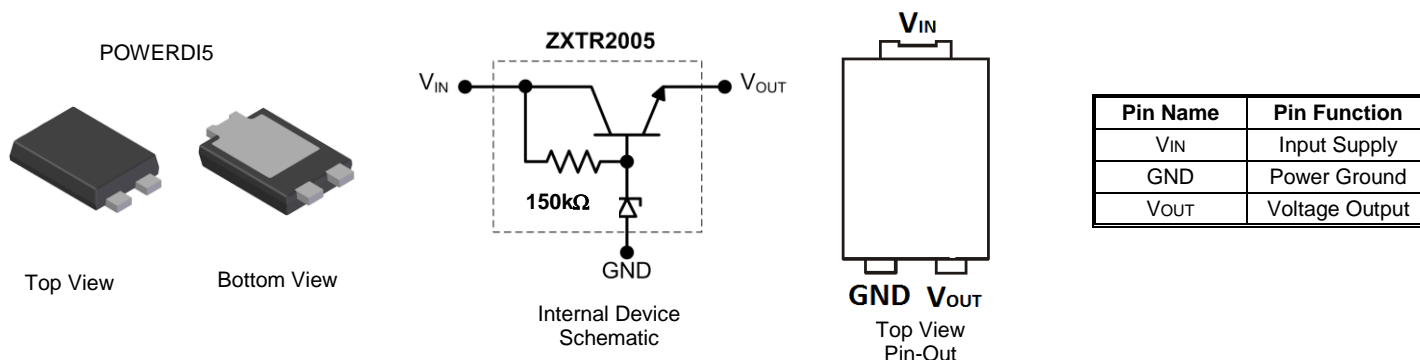 POWERDI5
Top View
Bottom View
ZXTR2005
VIN
VOUT
150kΩ
GND
Internal Device
Schematic
VIN
GND VOUT
Top View
Pin-Out
Pin Name Pin Function
VIN Input Supply
GND Power Ground
VOUT Voltage Output